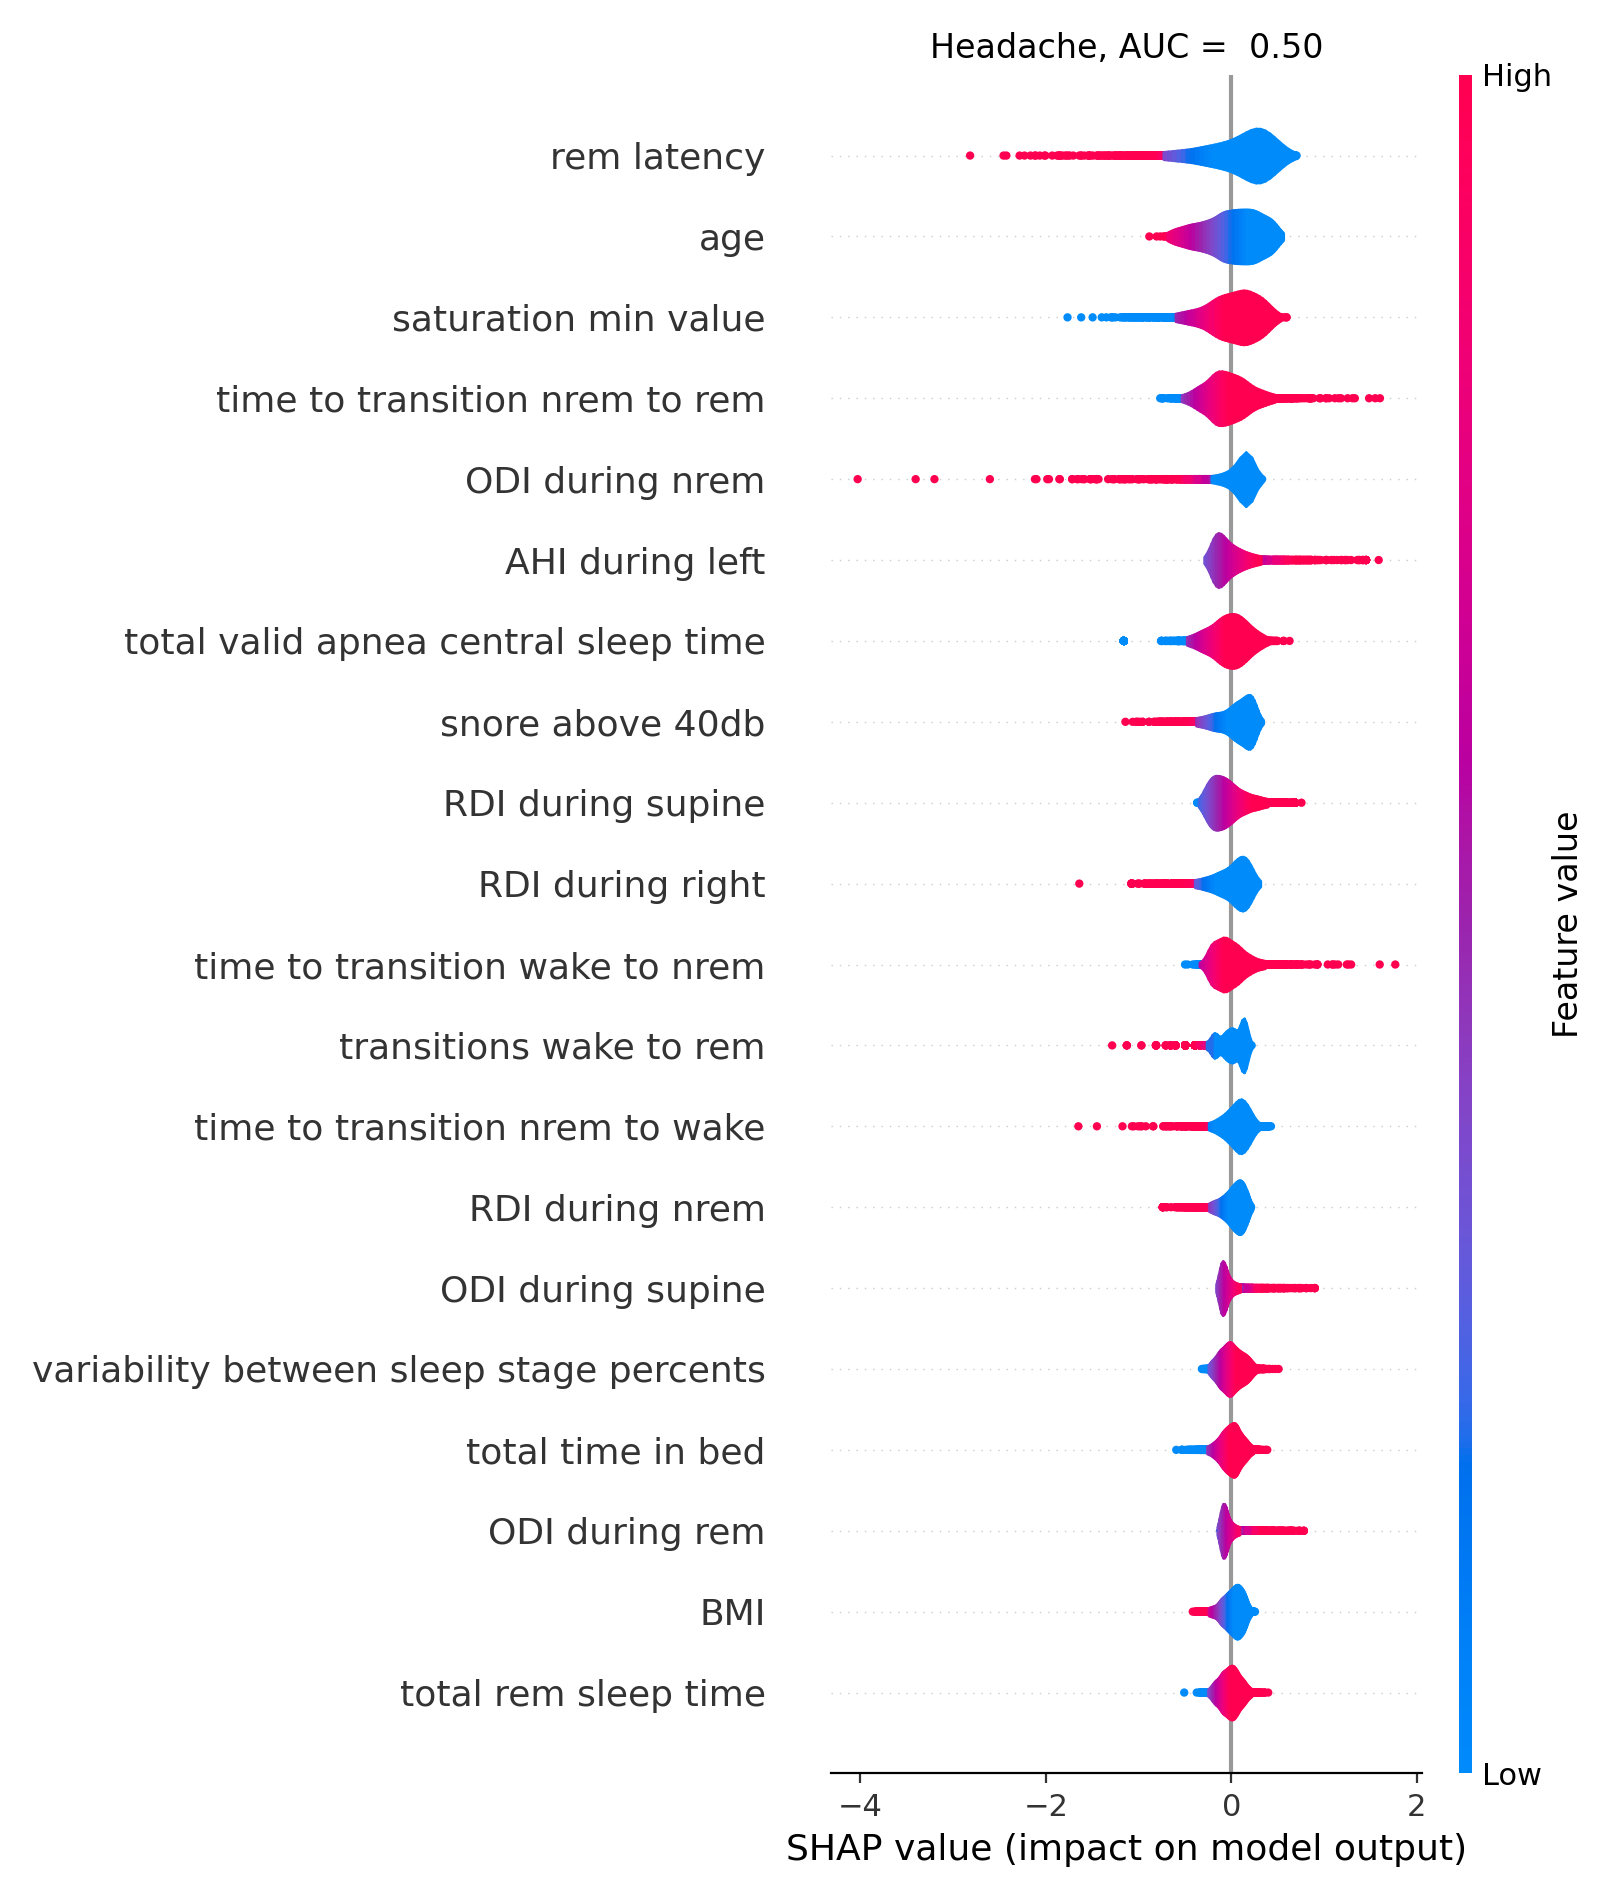 Headache, AUC =  0.50
High
rem latency
age
saturation min value
time to transition nrem to rem
ODI during nrem
AHI during left
total valid apnea central sleep time
snore above 40db
RDI during supine
RDI during right
time to transition wake to nrem
transitions wake to rem
time to transition nrem to wake
RDI during nrem
ODI during supine
variability between sleep stage percents
total time in bed
ODI during rem
BMI
total rem sleep time
Feature value
Low
−4 −2 0 2
SHAP value (impact on model output)